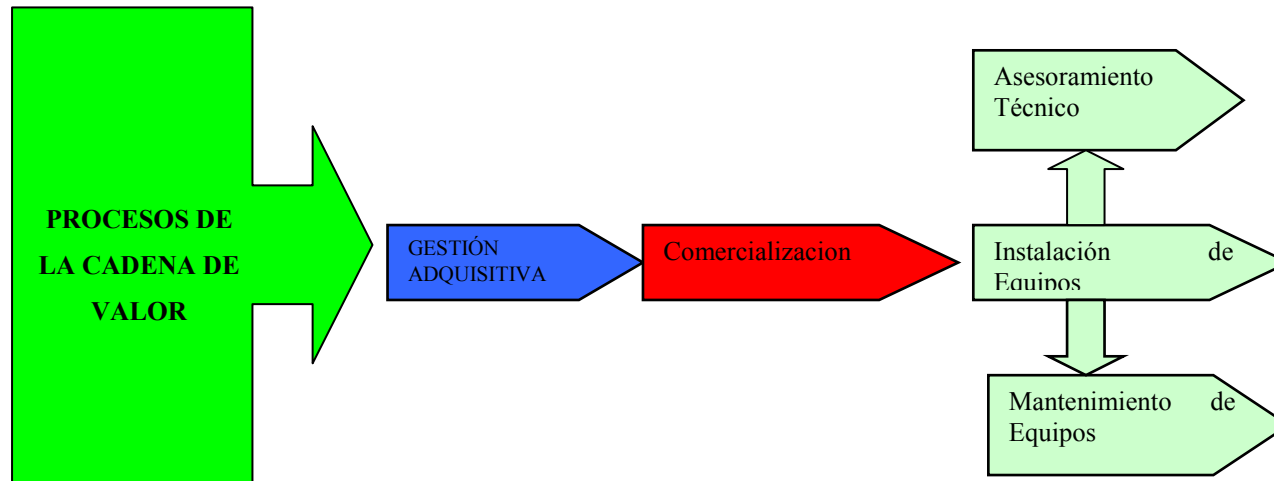 PROCESOS DE
LA CADENA DE
VALOR
GESTIÓN
ADQUISITIVA
Comercializacion
Asesoramiento
Técnico
Instalación de
Equipos
Mantenimiento de
Equipos